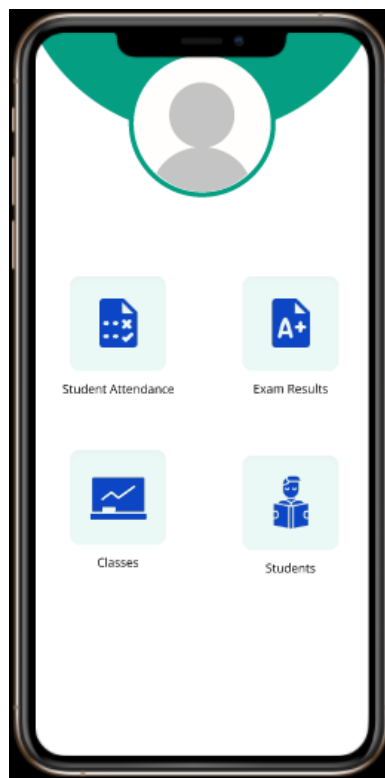 A+
Student Attendance
Exam Results
Classes
Students